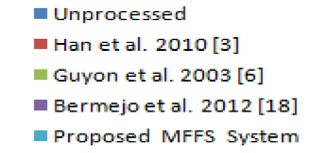 Unprocessed
Han et al. 2010 [3]
Guyon et al. 2003 [6]
Bermejo et al. 2012 [18]
Proposed MFFS System